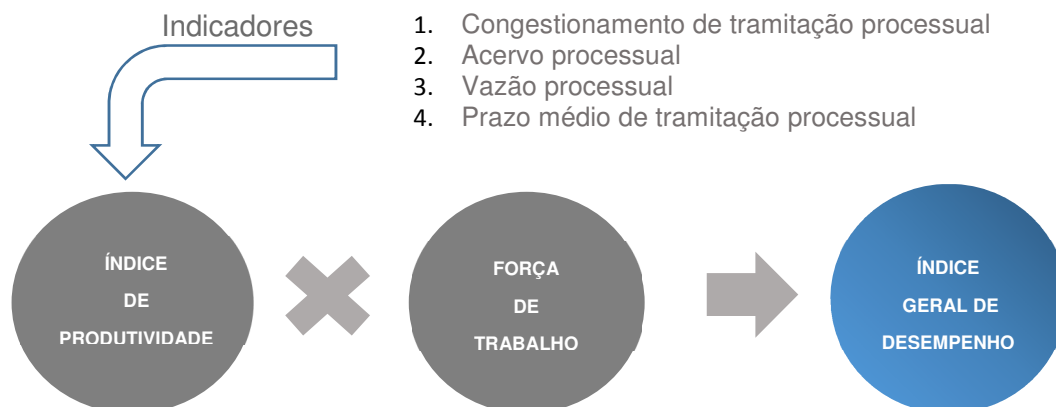 Indicadores
1. Congestionamento de tramitação processual
2. Acervo processual
3. Vazão processual
4. Prazo médio de tramitação processual
ÍNDICE
DE
PRODUTIVIDADE
FORÇA
DE
TRABALHO
ÍNDICE
GERAL DE
DESEMPENHO